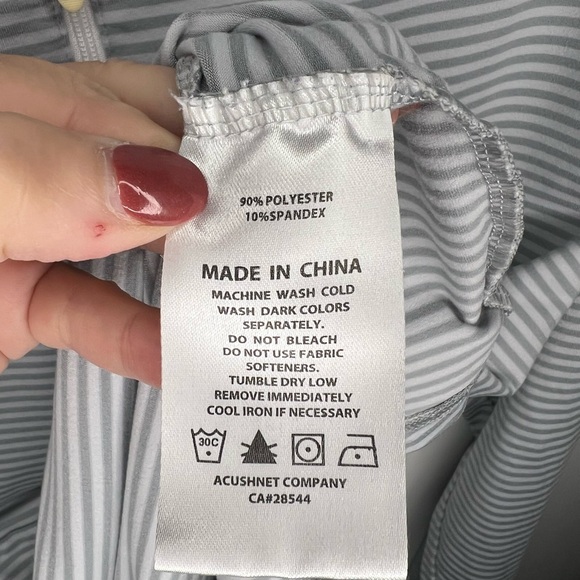 90% POLYESTER
10%SPANDEX
MADE IN CHINA
MACHINE WASH COLD
WASH DARK COLORS
SEPARATELY.
DO NOT BLEACH
DO NOT USE FABRIC
SOFTENERS.
TUMBLE DRY LOW
REMOVE IMMEDIATELY
COOL IRON IF NECESSARY
30C
ACUSHNET COMPANY
CA#28544